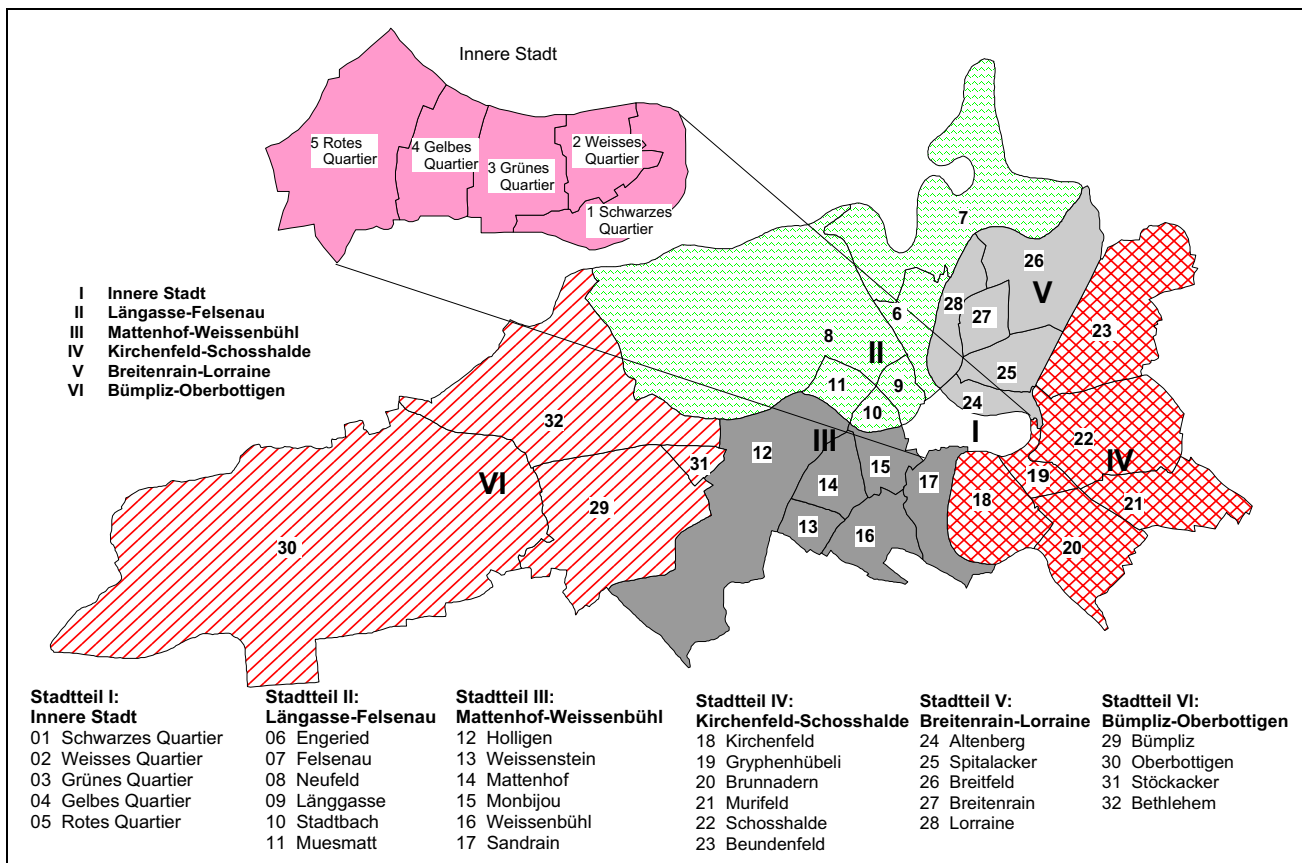 Innere Stadt
5 Rotes
Quartier
4 Gelbes
Quartier
3 Grünes
Quartier
2 Weisses
Quartier
1 Schwarzes
Quartier
I Innere Stadt
II Längasse-Felsenau
III Mattenhof-Weissenbühl
IV Kirchenfeld-Schosshalde
V Breitenrain-Lorraine
VI Bümpliz-Oberbottigen
7
26
V
28
27
6
23
8
II
25
11
9
24
10
I
32
III
12
22
IV
31
15
17
19
VI
14
18
21
29
13
16
20
30
Stadtteil I:
Innere Stadt
01 Schwarzes Quartier
02 Weisses Quartier
03 Grünes Quartier
04 Gelbes Quartier
05 Rotes Quartier
Stadtteil II:
Längasse-Felsenau
06 Engeried
07 Felsenau
08 Neufeld
09 Länggasse
10 Stadtbach
11 Muesmatt
Stadtteil III:
Mattenhof-Weissenbühl
12 Holligen
13 Weissenstein
14 Mattenhof
15 Monbijou
16 Weissenbühl
17 Sandrain
Stadtteil IV:
Kirchenfeld-Schosshalde
18 Kirchenfeld
19 Gryphenhübeli
20 Brunnadern
21 Murifeld
22 Schosshalde
23 Beundenfeld
Stadtteil V:
Breitenrain-Lorraine
24 Altenberg
25 Spitalacker
26 Breitfeld
27 Breitenrain
28 Lorraine
Stadtteil VI:
Bümpliz-Oberbottigen
29 Bümpliz
30 Oberbottigen
31 Stöckacker
32 Bethlehem